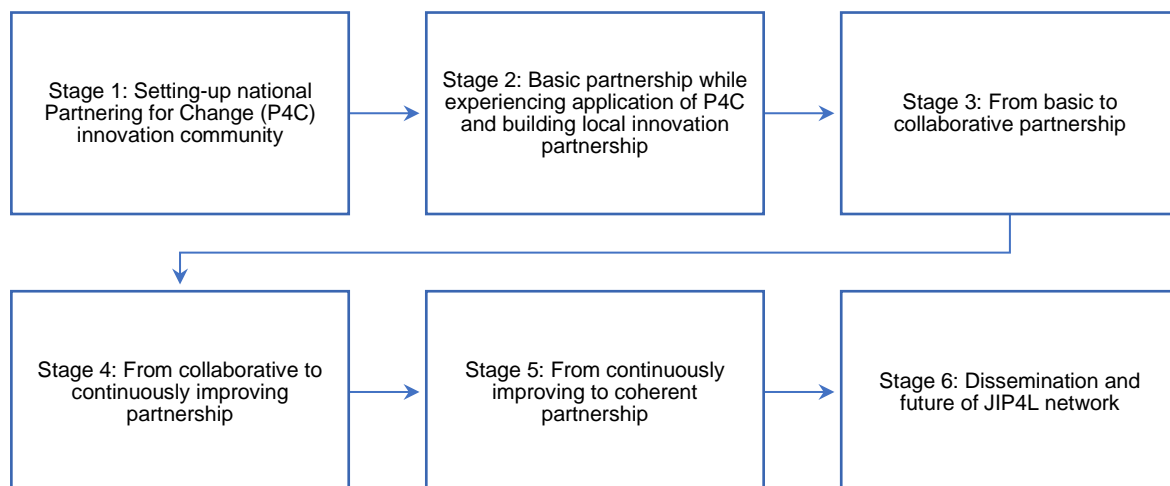 Stage 1: Setting-up national
Partnering for Change (P4C)
innovation community
Stage 2: Basic partnership while
experiencing application of P4C
and building local innovation
partnership
Stage 3: From basic to
collaborative partnership
Stage 4: From collaborative to
continuously improving
partnership
Stage 5: From continuously
improving to coherent
partnership
Stage 6: Dissemination and
future of JIP4L network